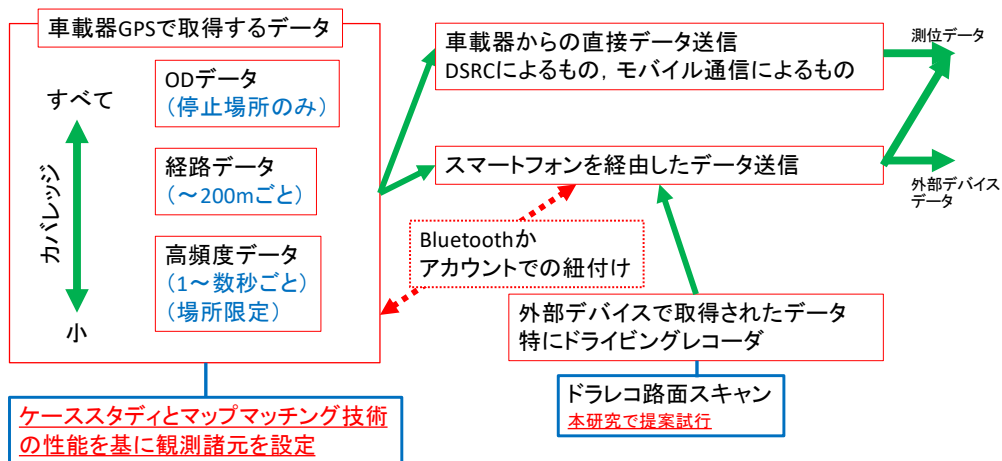 車載器GPSで取得するデータ
すべて
カバレッジ
小
ODデータ
(停止場所のみ)
経路データ
(~200mごと)
高頻度データ
(1~数秒ごと)
(場所限定)
ケーススタディとマップマッチング技術
の性能を基に観測諸元を設定
車載器からの直接データ送信
DSRCによるもの,モバイル通信によるもの
スマートフォンを経由したデータ送信
Bluetoothか
アカウントでの紐付け
外部デバイスで取得されたデータ
特にドライビングレコーダ
ドラレコ路面スキャン
本研究で提案試行
測位データ
外部デバイス
データ